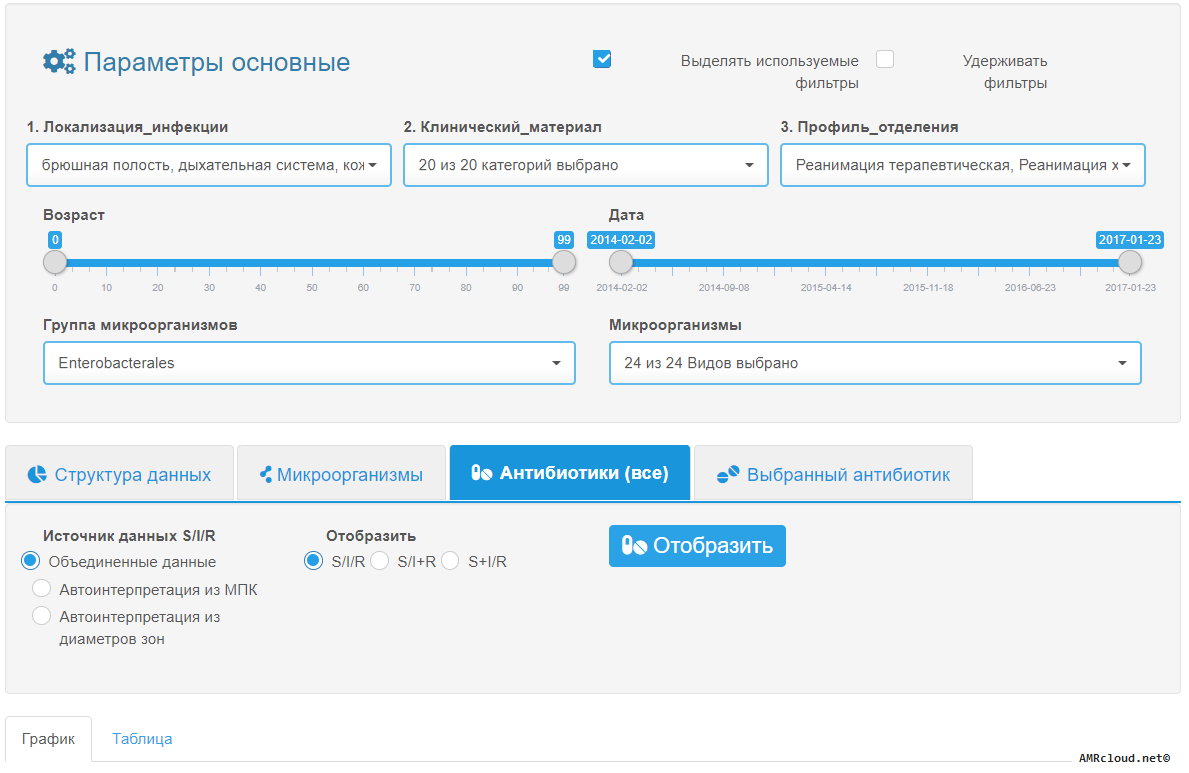 Параметры основные
Выделять используемые
фильтры
Удерживать
фильтры
1. Локализация_инфекции
2. Клинический_материал
3. Профиль_отделения
брюшная полость, дыхательная система, кож
20 из 20 категорий выбрано
Реанимация терапевтическая, Реанимация х
Возраст
Дата
0
99
2014-02-02
2017-01-23
0 10 20 30 40 50 60 70 80 90 99
2014-02-02 2014-09-08 2015-04-14 2015-11-18 2016-06-23 2017-01-23
Группа микроорганизмов
Микроорганизмы
Enterobacterales
24 из 24 Видов выбрано
Структура данных
Микроорганизмы
Антибиотики (все)
Выбранный антибиотик
Источник данных S/I/R
Отобразить
Отобразить
Объединенные данные
S/I/R
S/I+R
S+I/R
Автоинтерпретация из МПК
Автоинтерпретация из
диаметров зон
График
Таблица
AMRcloud.net©